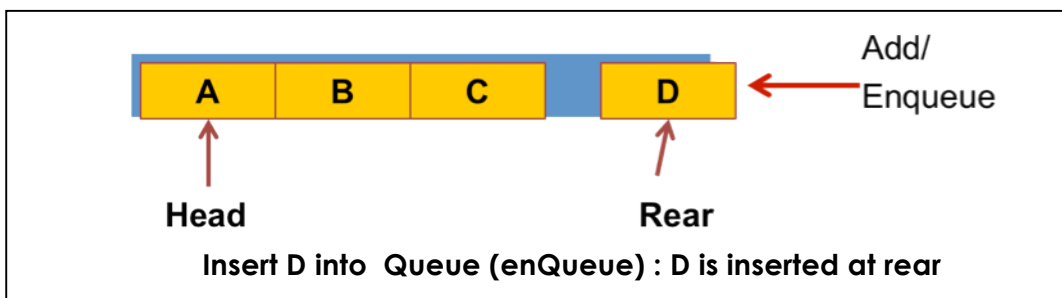 Add/
Enqueue
A B C D
Head Rear
Insert D into Queue (enQueue) : D is inserted at rear